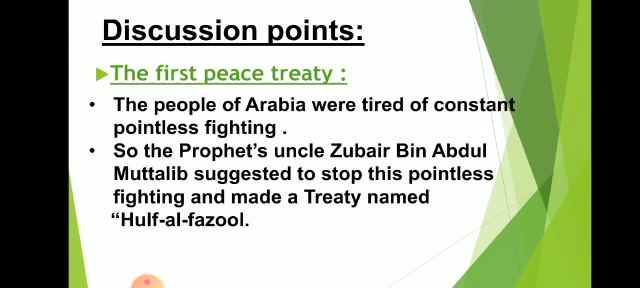 Discussion points:
The first peace treaty :
• The people of Arabia were tired of constant
pointless fighting .
• So the Prophet's uncle Zubair Bin Abdul
Muttalib suggested to stop this pointless
fighting and made a Treaty named
“Hulf-al-fazool.